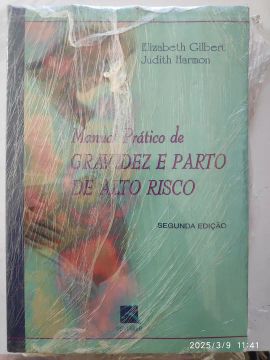 Elizabeth Gilbert
Judith Harmon
Manual Prático de
GRAVIDEZ E PARTO
DE ALTO RISCO
SEGUNDA EDIÇÃO
2025/3/9 11:41